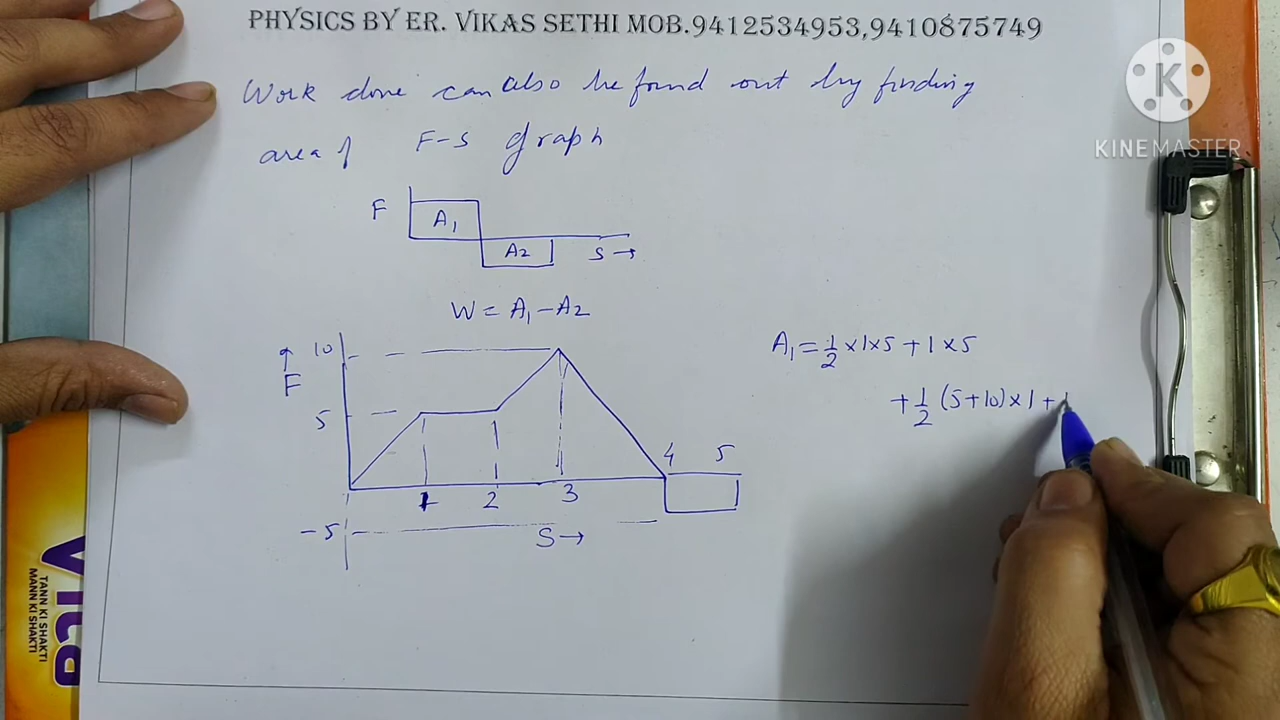 PHYSICS BY ER. VIKAS SETHI MOB.9412534953,9410875749
K
KINEMASTER
Work done can also be found out by finding
area of F-S graph
F
A1
A2
S→
W = A1 - A2
↑ F
10
5
-5
1 2 3 4 5
S→
A1 = 1/2 × 1 × 5 + 1 × 5
+ 1/2 (5+10) × 1 +
Vita
TANN KI SHAKTI
MANN KI SHAKTI